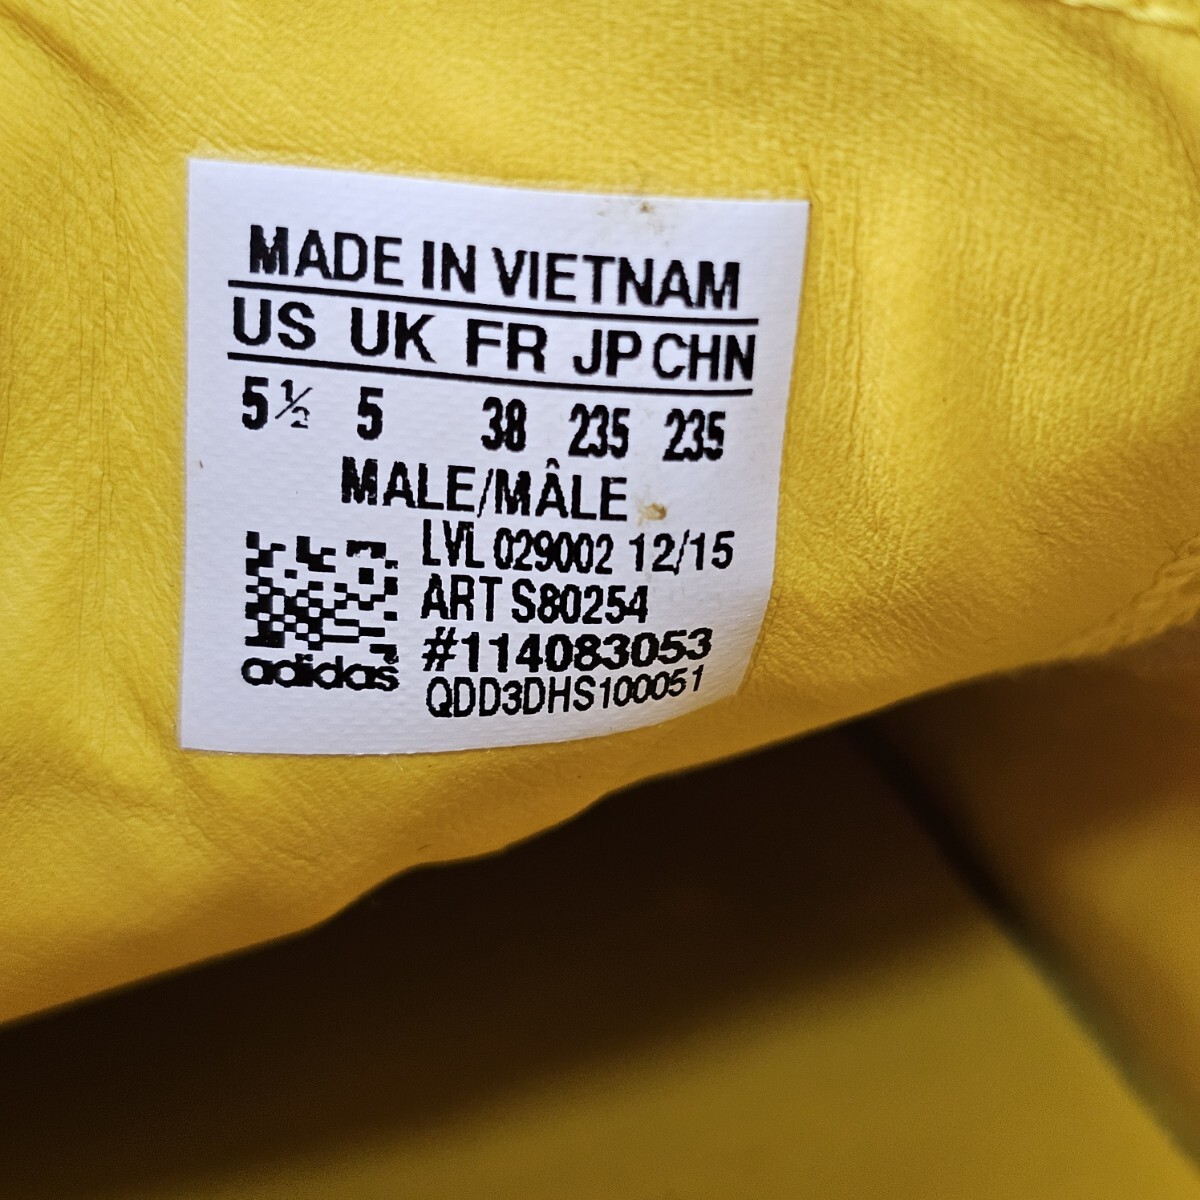 MADE IN VIETNAM
US UK FR JP CHN
5½ 5 38 235 235
MALE/MÂLE
LVL 029002 12/15
ART S80254
#114083053
QDD3DHS100051
adidas